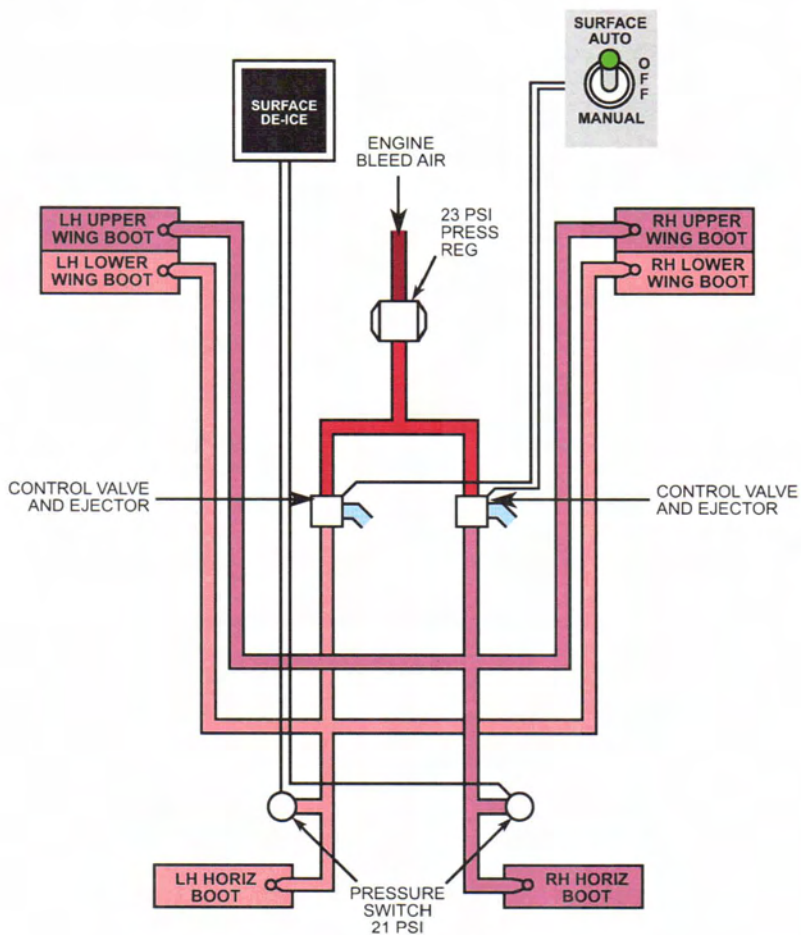 SURFACE
AUTO
OFF
MANUAL
SURFACE
DE-ICE
ENGINE
BLEED AIR
23 PSI
PRESS
REG
LH UPPER
WING BOOT
LH LOWER
WING BOOT
RH UPPER
WING BOOT
RH LOWER
WING BOOT
CONTROL VALVE
AND EJECTOR
CONTROL VALVE
AND EJECTOR
LH HORIZ
BOOT
PRESSURE
SWITCH
21 PSI
RH HORIZ
BOOT